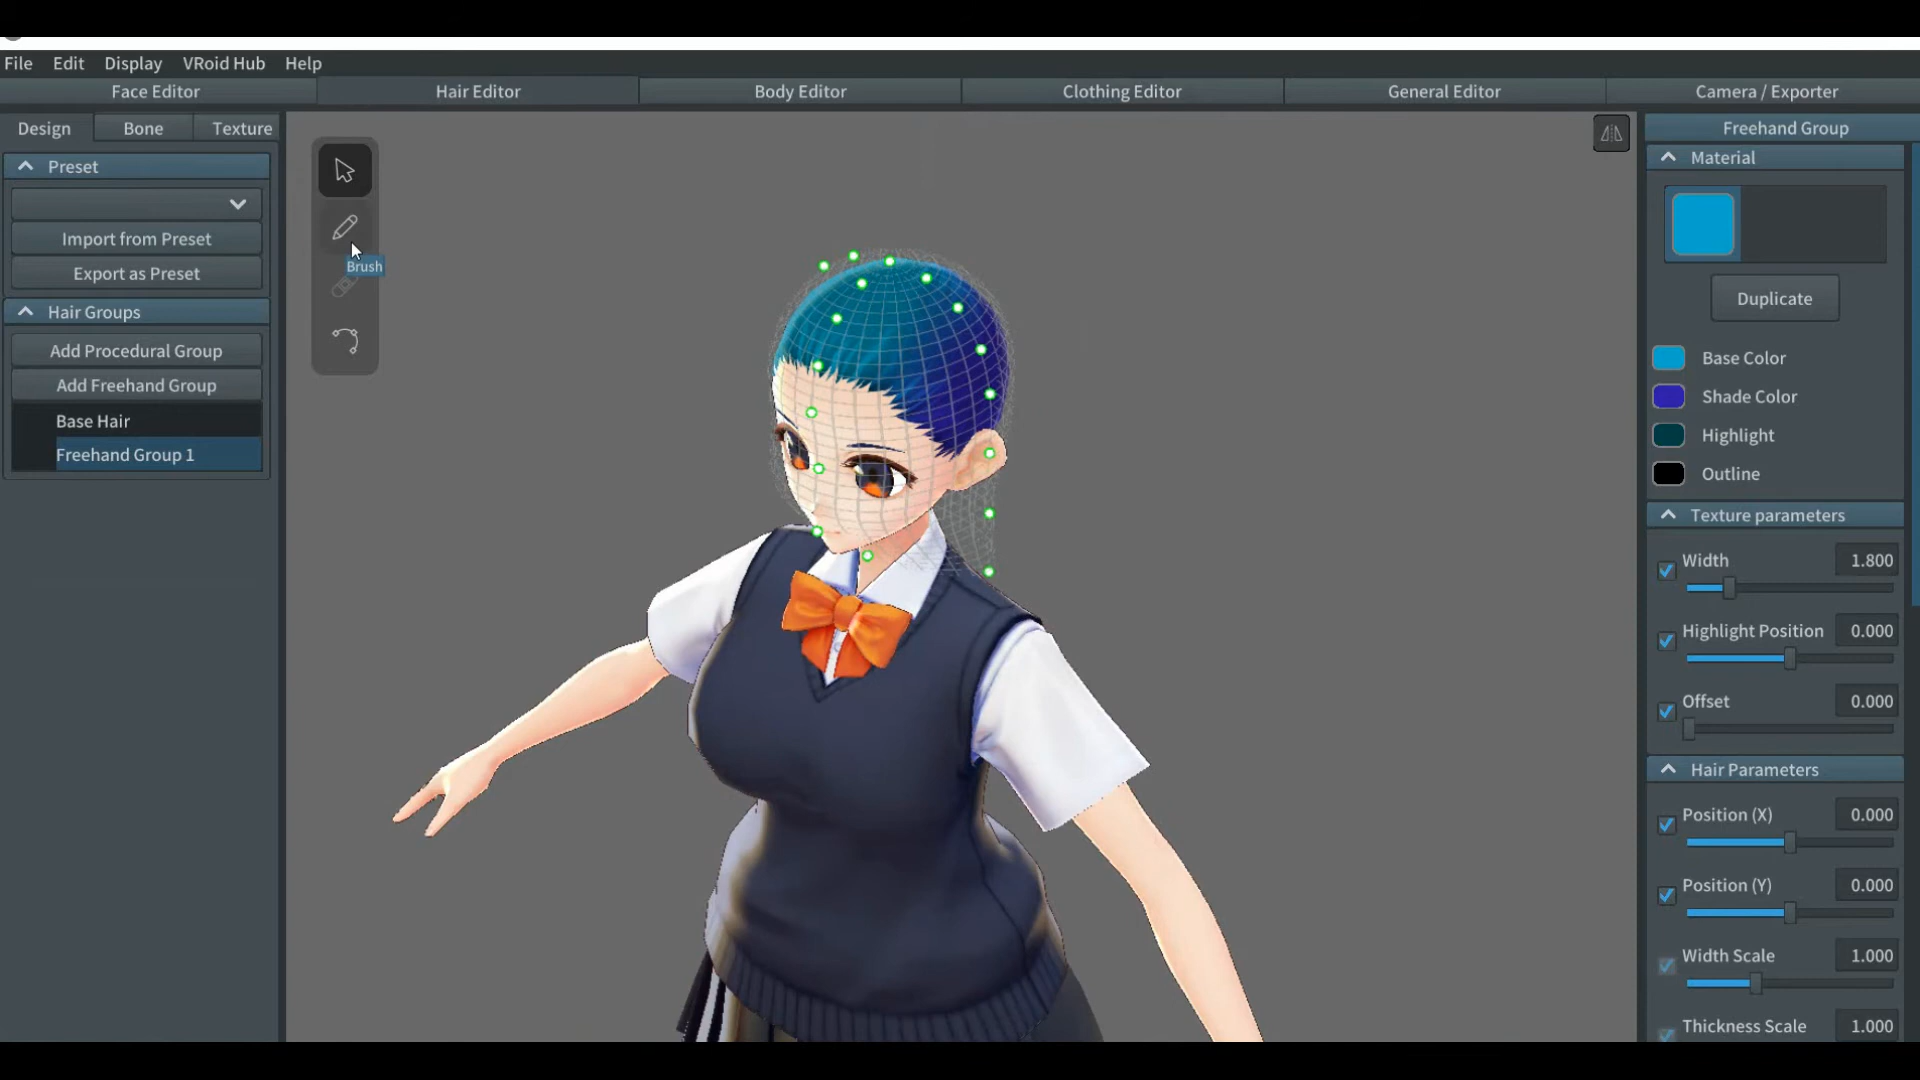 File Edit Display VRoid Hub Help
Face Editor Hair Editor Body Editor Clothing Editor General Editor Camera / Exporter
Design Bone Texture
Preset
Import from Preset
Export as Preset
Hair Groups
Add Procedural Group
Add Freehand Group
Base Hair
Freehand Group 1
Brush
Freehand Group
Material
Duplicate
Base Color
Shade Color
Highlight
Outline
Texture parameters
Width 1.800
Highlight Position 0.000
Offset 0.000
Hair Parameters
Position (X) 0.000
Position (Y) 0.000
Width Scale 1.000
Thickness Scale 1.000